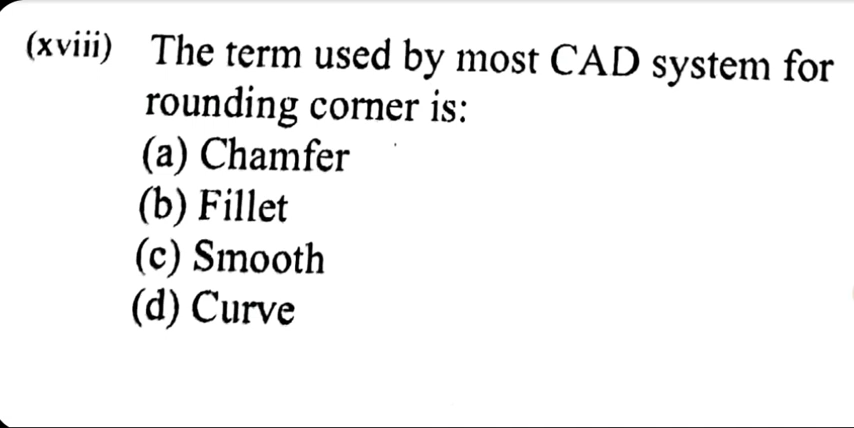 (xviii) The term used by most CAD system for
rounding corner is:
(a) Chamfer
(b) Fillet
(c) Smooth
(d) Curve